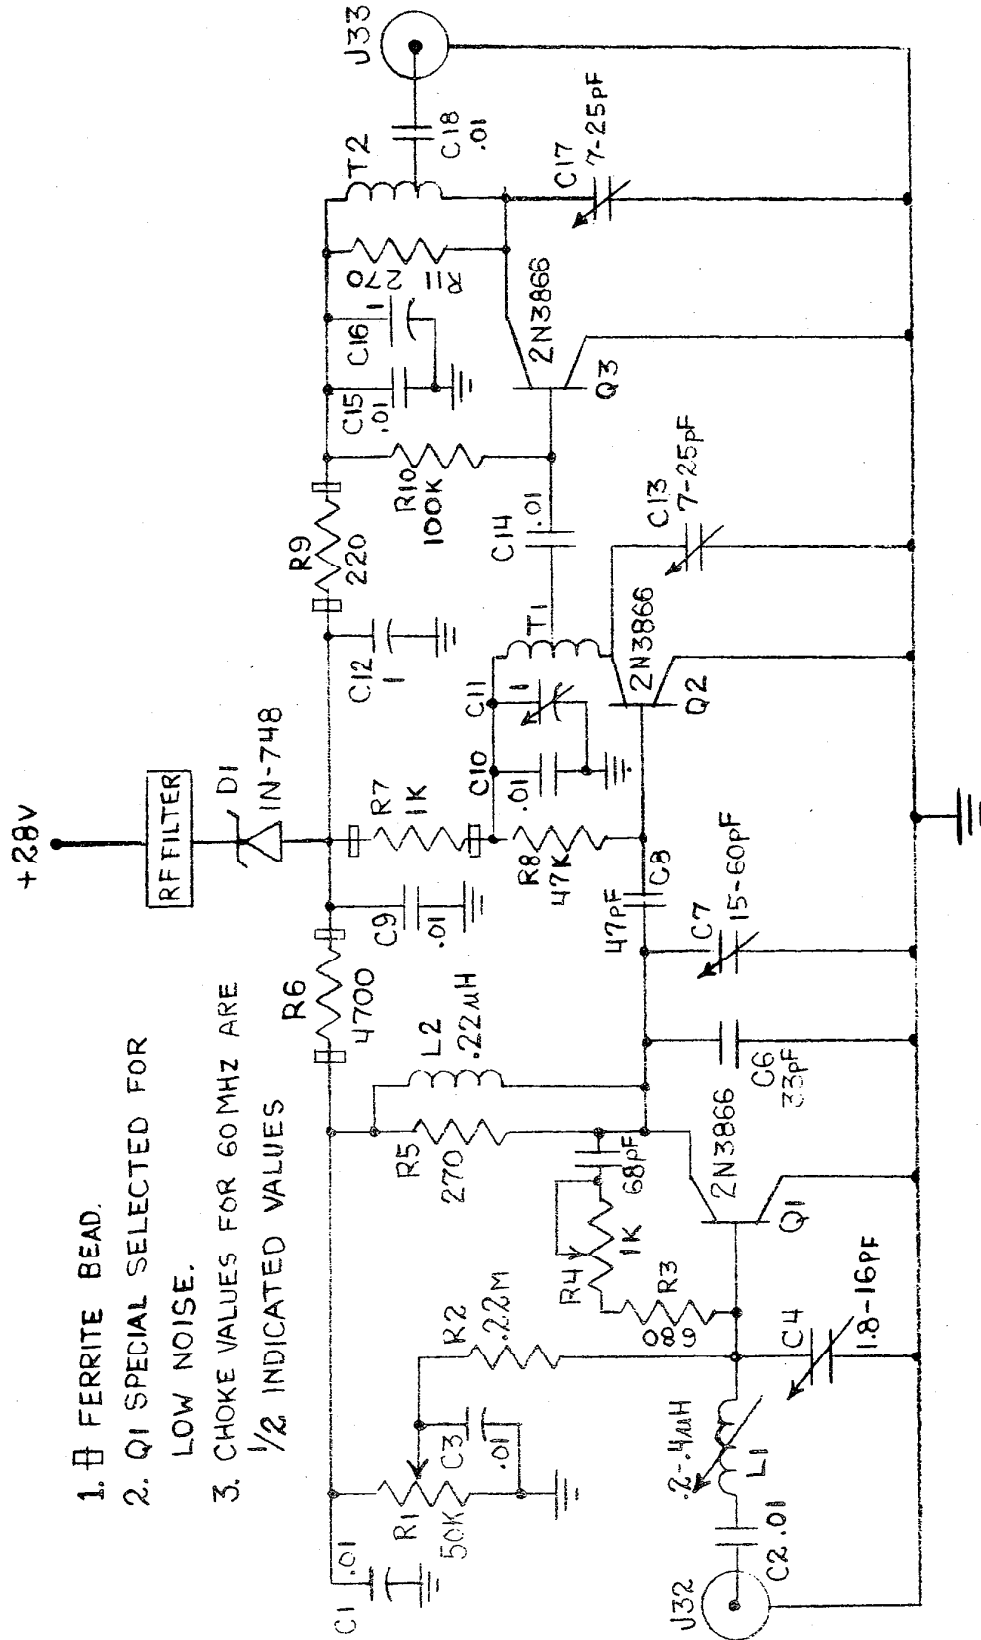 1. FERRITE BEAD.
2. Q1 SPECIAL SELECTED FOR
LOW NOISE.
3. CHOKE VALUES FOR 60 MHZ ARE
1/2 INDICATED VALUES
+28V
RF FILTER
D1
IN-748
C1
.01
R1
50K
C3
.01
R2
.22M
R3
680
R4
1K
68pF
R5
270
L2
.22µH
R6
4700
C9
.01
R7
1K
R8
47K
C10
.01
C11
1
T1
C12
1
R9
220
R10
100K
C14
.01
C15
.01
C16
1
R11
270
T2
C18
.01
J33
C17
7-25pF
2N3866
Q3
C13
7-25pF
2N3866
Q2
C8
47pF
C7
15-60pF
C6
33pF
2N3866
Q1
C4
1.8-16PF
.2-.4µH
L1
C2 .01
J32